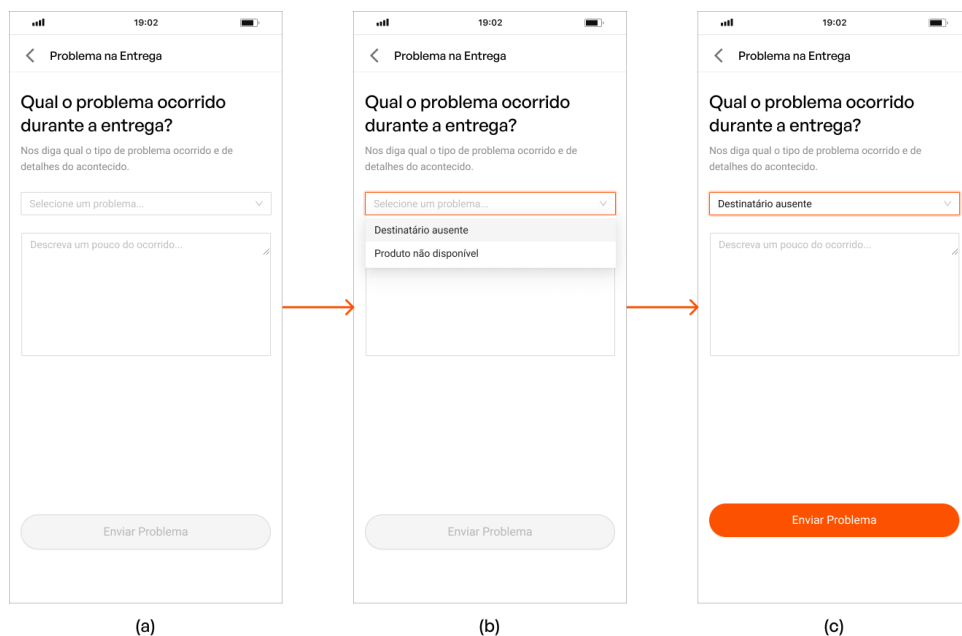 19:02
Problema na Entrega
Qual o problema ocorrido
durante a entrega?
Nos diga qual o tipo de problema ocorrido e de
detalhes do acontecido.
Selecione um problema...
Descreva um pouco do ocorrido...
Enviar Problema
(a)
19:02
Problema na Entrega
Qual o problema ocorrido
durante a entrega?
Nos diga qual o tipo de problema ocorrido e de
detalhes do acontecido.
Selecione um problema...
Destinatário ausente
Produto não disponível
Enviar Problema
(b)
19:02
Problema na Entrega
Qual o problema ocorrido
durante a entrega?
Nos diga qual o tipo de problema ocorrido e de
detalhes do acontecido.
Destinatário ausente
Descreva um pouco do ocorrido...
Enviar Problema
(c)